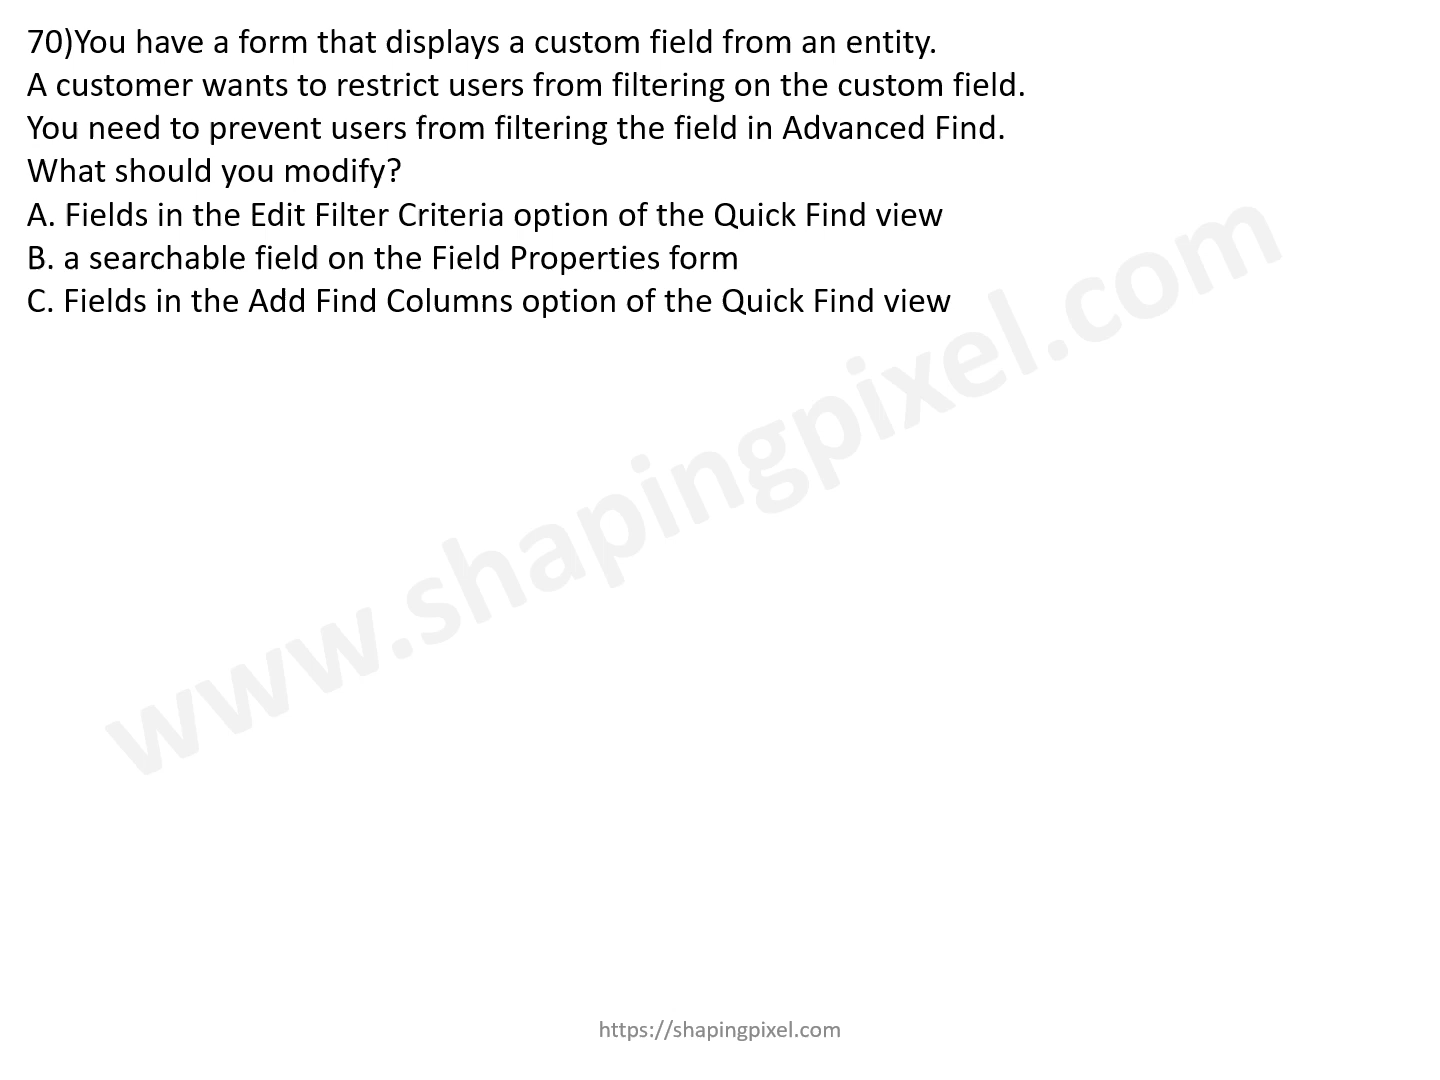 70)You have a form that displays a custom field from an entity.
A customer wants to restrict users from filtering on the custom field.
You need to prevent users from filtering the field in Advanced Find.
What should you modify?
A. Fields in the Edit Filter Criteria option of the Quick Find view
B. a searchable field on the Field Properties form
C. Fields in the Add Find Columns option of the Quick Find view
www.shapingpixel.com
https://shapingpixel.com